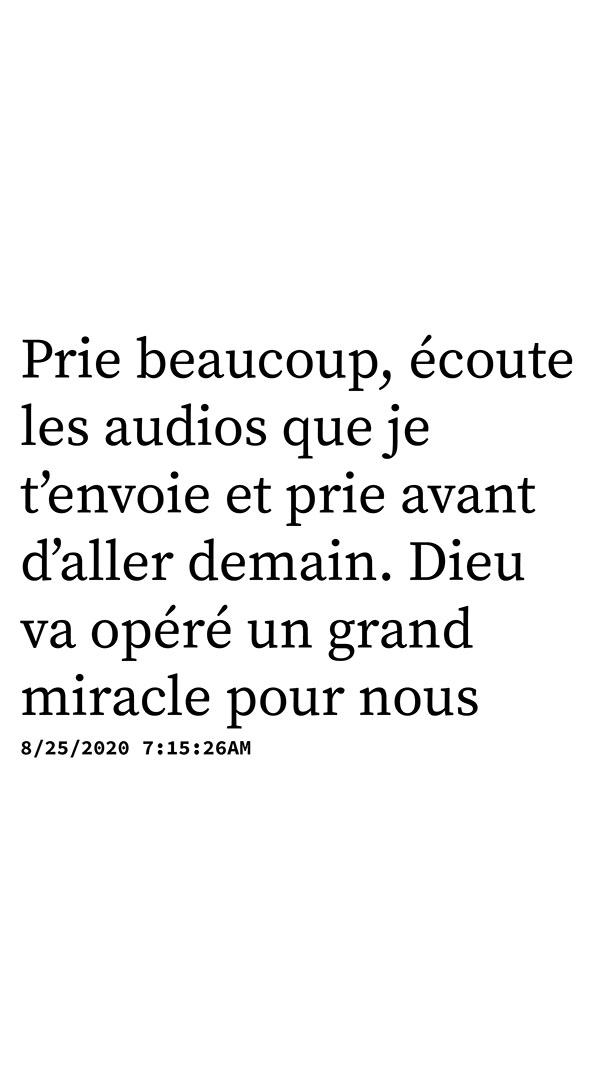 Prie beaucoup, écoute
les audios que je
t’envoie et prie avant
d’aller demain. Dieu
va opéré un grand
miracle pour nous
8/25/2020 7:15:26AM